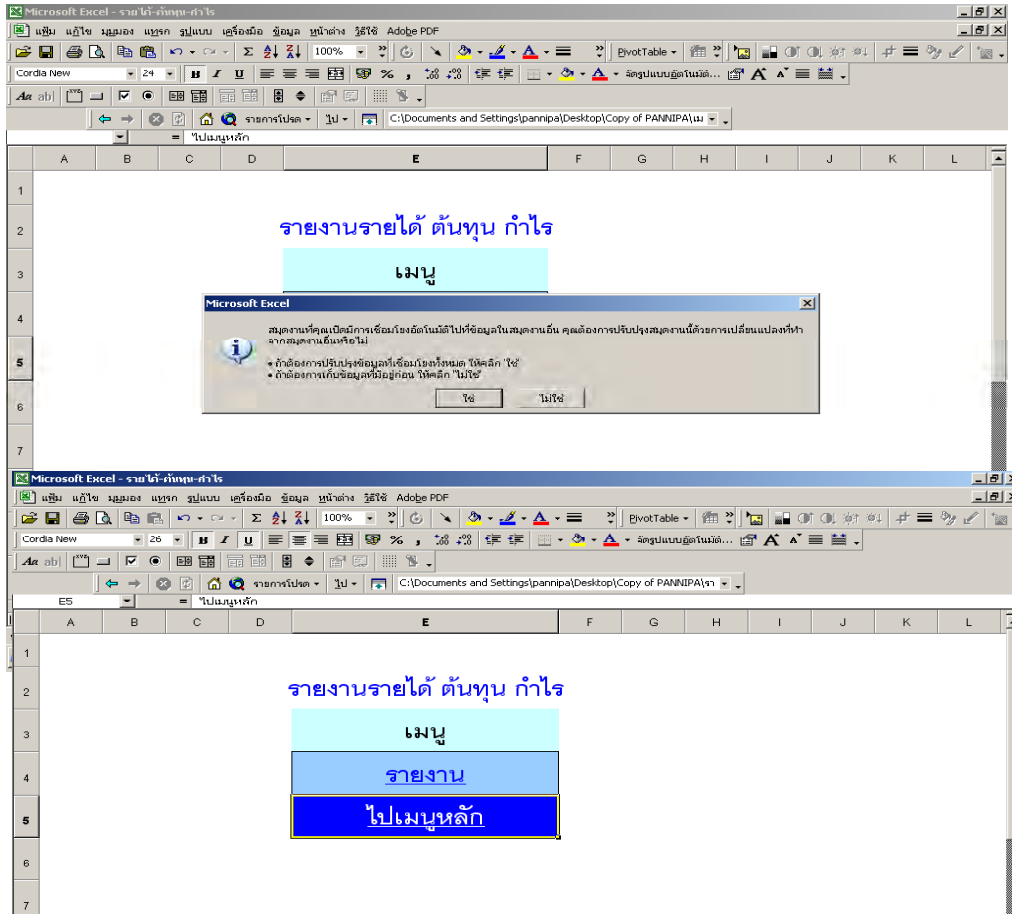 Microsoft Excel - รายได้-ต้นทุน-กำไร
แฟ้ม แก้ไข มุมมอง แทรก รูปแบบ เครื่องมือ ข้อมูล หน้าต่าง วิธีใช้ Adobe PDF
100% PivotTable
Cordia New 24 B I U % , จัดรูปแบบอัตโนมัติ... A A
Aa ab|
รายการโปรด ไป C:\Documents and Settings\pannipa\Desktop\Copy of PANNIPA\เม
= 'ไปเมนูหลัก
A B C D E F G H I J K L
1
2 รายงานรายได้ ต้นทุน กำไร
3 เมนู
4
5
6
7
Microsoft Excel
สมุดงานที่คุณเปิดมีการเชื่อมโยงอัตโนมัติไปที่ข้อมูลในสมุดงานอื่น คุณต้องการปรับปรุงสมุดงานนี้ด้วยการเปลี่ยนแปลงที่ทำ
จากสมุดงานอื่นหรือไม่
• ถ้าต้องการปรับปรุงข้อมูลที่เชื่อมโยงทั้งหมด ให้คลิก 'ใช่'
• ถ้าต้องการเก็บข้อมูลที่มีอยู่ก่อน ให้คลิก 'ไม่ใช่'
ใช่ ไม่ใช่
Microsoft Excel - รายได้-ต้นทุน-กำไร
แฟ้ม แก้ไข มุมมอง แทรก รูปแบบ เครื่องมือ ข้อมูล หน้าต่าง วิธีใช้ Adobe PDF
100% PivotTable
Cordia New 26 B I U % , จัดรูปแบบอัตโนมัติ... A A
Aa ab|
รายการโปรด ไป C:\Documents and Settings\pannipa\Desktop\Copy of PANNIPA\รา
E5 = 'ไปเมนูหลัก
A B C D E F G H I J K L
1
2 รายงานรายได้ ต้นทุน กำไร
3 เมนู
4 รายงาน
5 ไปเมนูหลัก
6
7